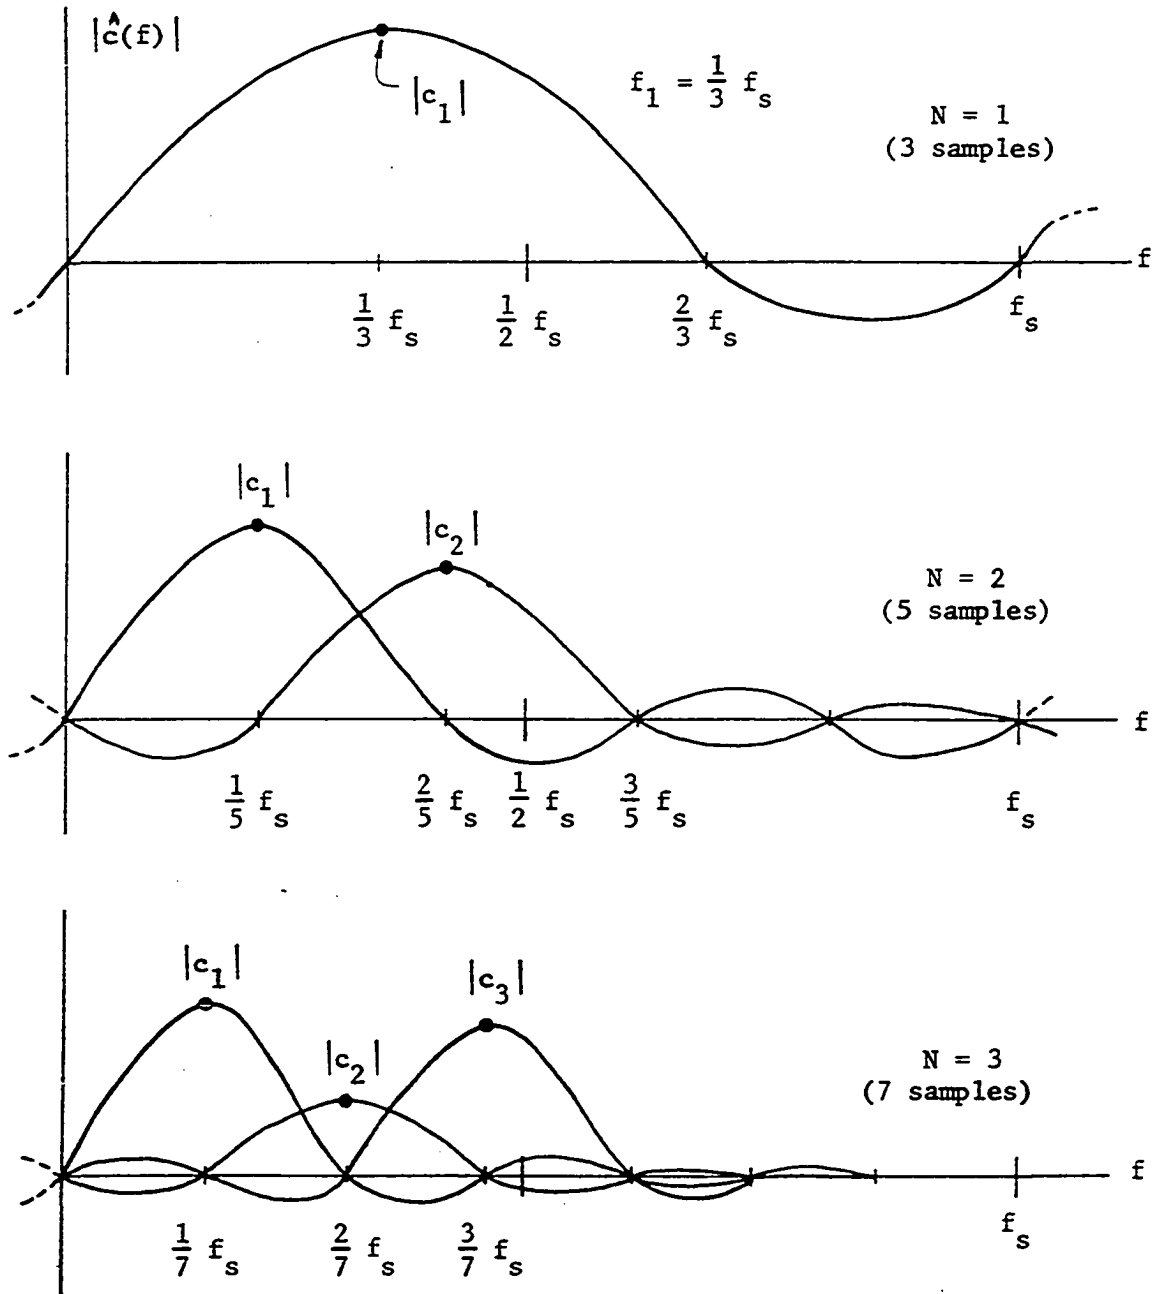 |ĉ(f)|
|c₁|
f₁ = 1/3 fₛ
N = 1
(3 samples)
f
1/3 fₛ
1/2 fₛ
2/3 fₛ
fₛ
|c₁|
|c₂|
N = 2
(5 samples)
f
1/5 fₛ
2/5 fₛ
1/2 fₛ
3/5 fₛ
fₛ
|c₁|
|c₂|
|c₃|
N = 3
(7 samples)
f
1/7 fₛ
2/7 fₛ
3/7 fₛ
fₛ